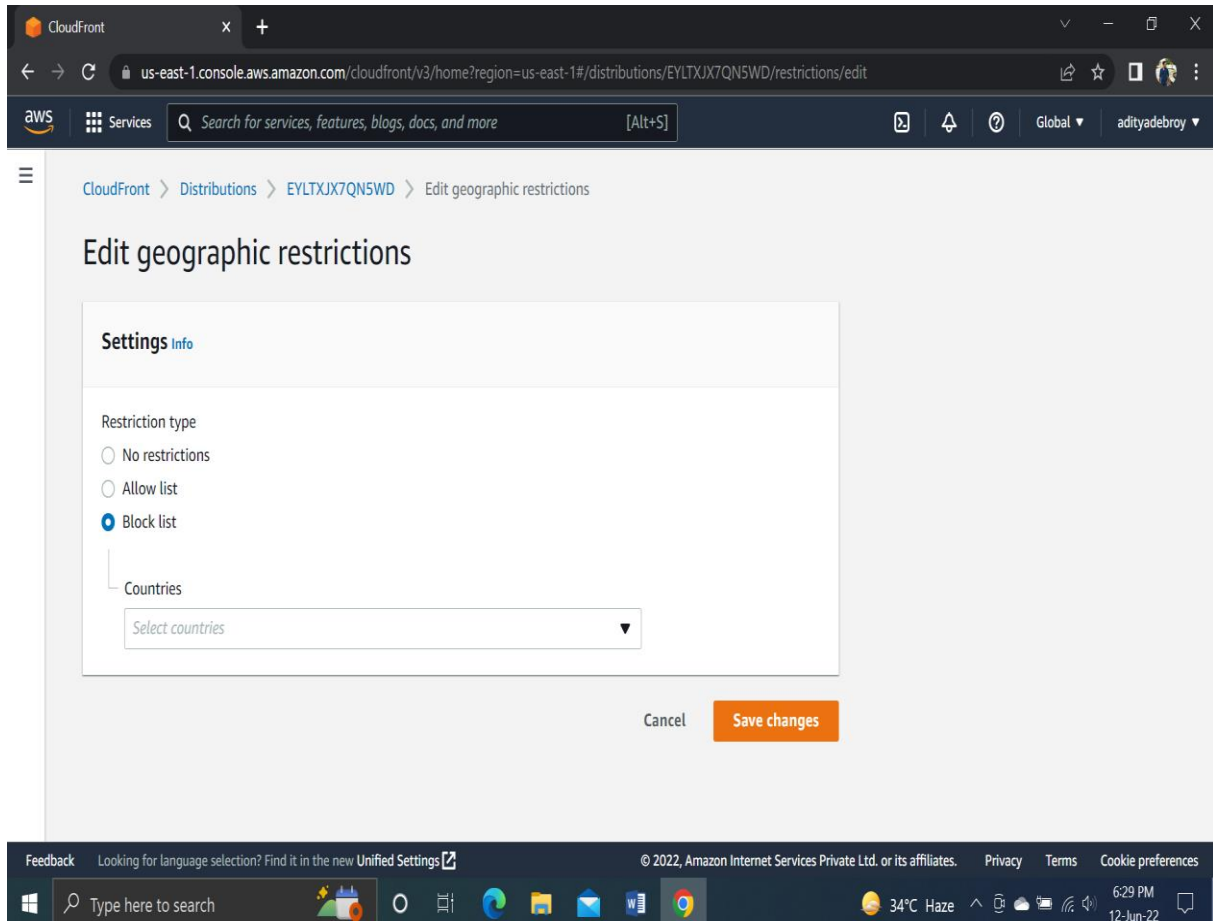 CloudFront
us-east-1.console.aws.amazon.com/cloudfront/v3/home?region=us-east-1#/distributions/EYLTXJX7QN5WD/restrictions/edit
aws Services Search for services, features, blogs, docs, and more [Alt+S] Global adityadebroy
CloudFront > Distributions > EYLTXJX7QN5WD > Edit geographic restrictions
Edit geographic restrictions
Settings Info
Restriction type
No restrictions
Allow list
Block list
Countries
Select countries
Cancel Save changes
Feedback Looking for language selection? Find it in the new Unified Settings © 2022, Amazon Internet Services Private Ltd. or its affiliates. Privacy Terms Cookie preferences
Type here to search 34°C Haze 6:29 PM
12-Jun-22